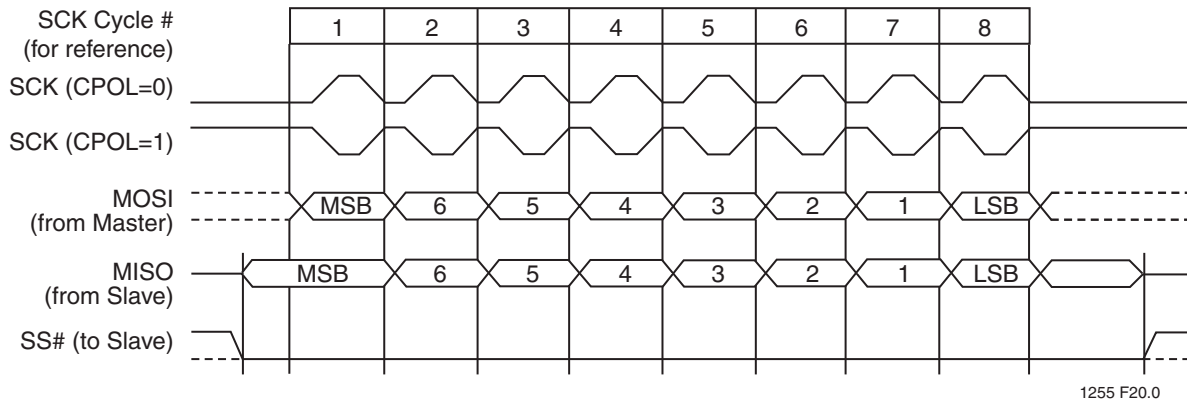 SCK Cycle #
(for reference)
1 2 3 4 5 6 7 8
SCK (CPOL=0)
SCK (CPOL=1)
MOSI
(from Master)
MSB 6 5 4 3 2 1 LSB
MISO
(from Slave)
MSB 6 5 4 3 2 1 LSB
SS# (to Slave)
1255 F20.0